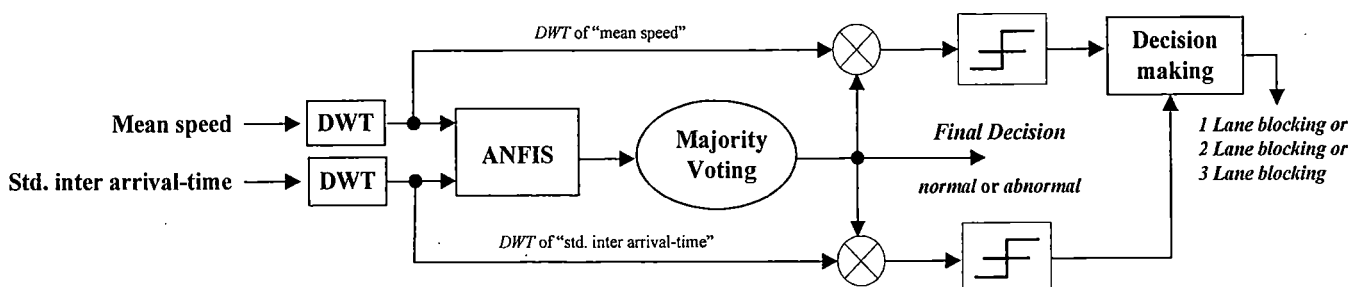 DWT of “mean speed”
Decision
making
Mean speed
DWT
ANFIS
Majority
Voting
Final Decision
normal or abnormal
1 Lane blocking or
2 Lane blocking or
3 Lane blocking
Std. inter arrival-time
DWT
DWT of “std. inter arrival-time”